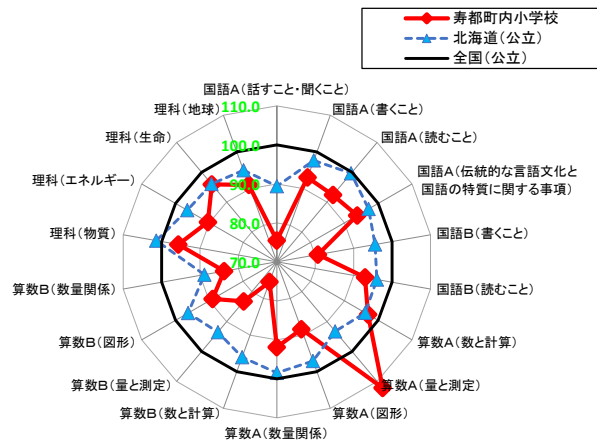 寿都町内小学校
北海道(公立)
全国(公立)
国語A(話すこと・聞くこと)
国語A(書くこと)
国語A(読むこと)
国語A(伝統的な言語文化と
国語の特質に関する事項)
国語B(書くこと)
国語B(読むこと)
算数A(数と計算)
算数A(量と測定)
算数A(図形)
算数A(数量関係)
算数B(数と計算)
算数B(量と測定)
算数B(図形)
算数B(数量関係)
理科(物質)
理科(エネルギー)
理科(生命)
理科(地球)
110.0
100.0
90.0
80.0
70.0